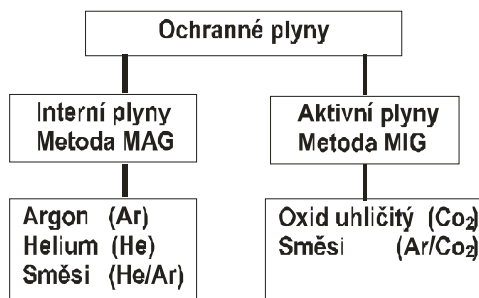 Ochranné plyny
Interní plyny
Metoda MAG
Aktivní plyny
Metoda MIG
Argon (Ar)
Helium (He)
Směsi (He/Ar)
Oxid uhličitý (Co₂)
Směsi (Ar/Co₂)